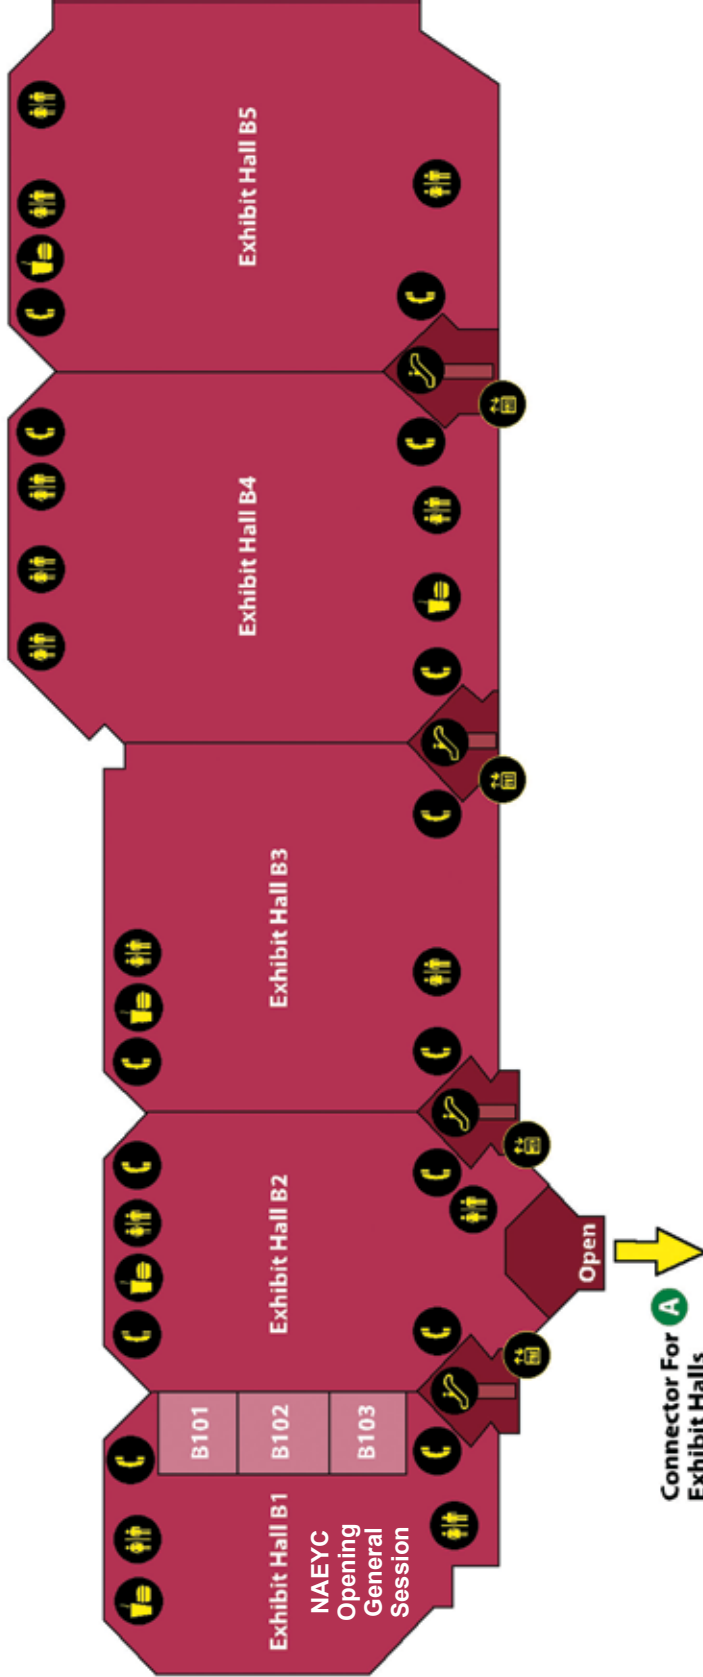 Exhibit Hall B5
Exhibit Hall B4
Exhibit Hall B3
Exhibit Hall B2
Open
Connector For A
Exhibit Halls
B101
B102
B103
Exhibit Hall B1
NAEYC
Opening
General
Session